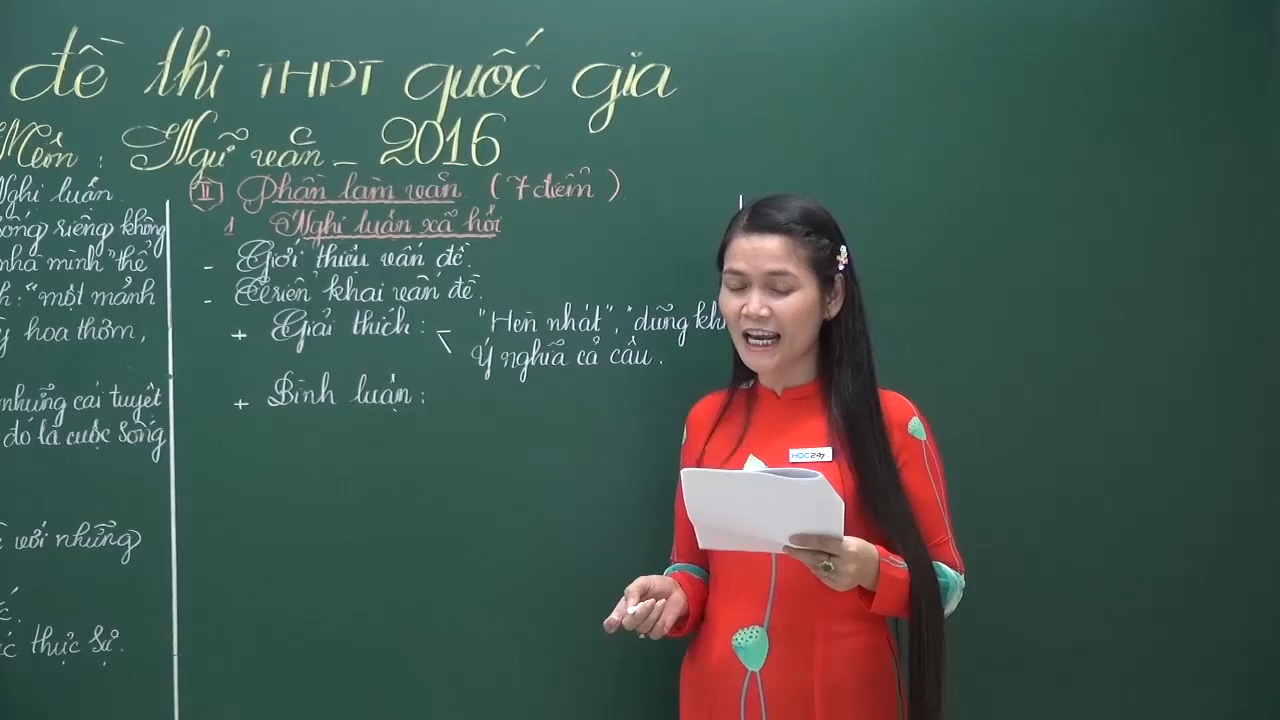 đề thi THPT quốc gia
Môn : Ngữ văn - 2016
Nghị luận.
sống riêng không
nhà mình" thể
h: "một mảnh
y hoa thơm,
những cái tuyệt
đó là cuộc sống
với những
thực sự.
II Phần làm văn. ( 7 điểm ).
1 Nghị luận xã hội
- Giới thiệu vấn đề.
- Triển khai vấn đề.
+ Giải thích : - "Hèn nhát", "dũng kh
Ý nghĩa cả câu.
+ Bình luận :
HOC247